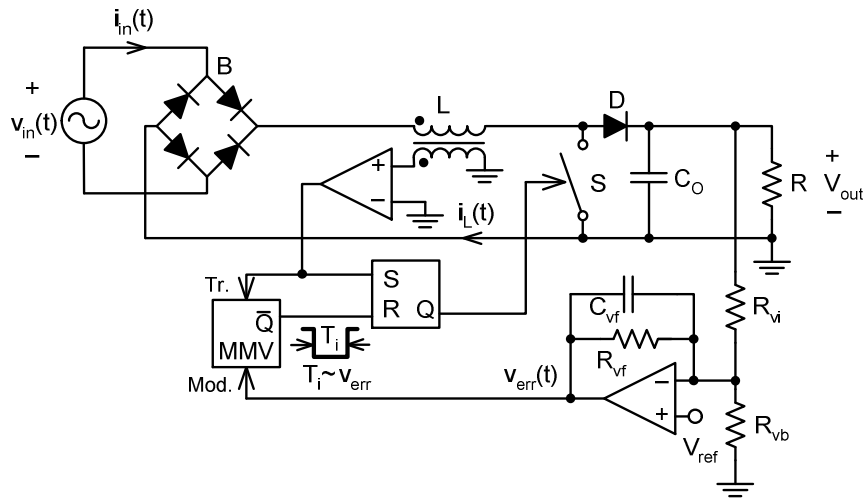 i_in(t)
B
+
v_in(t)
−
L
D
+
−
i_L(t)
S
C_O
R
+
V_out
−
Tr.
S
R Q
Q̅
MMV
T_i
T_i~v_err
Mod.
C_vf
R_vf
v_err(t)
−
+
V_ref
R_vi
R_vb